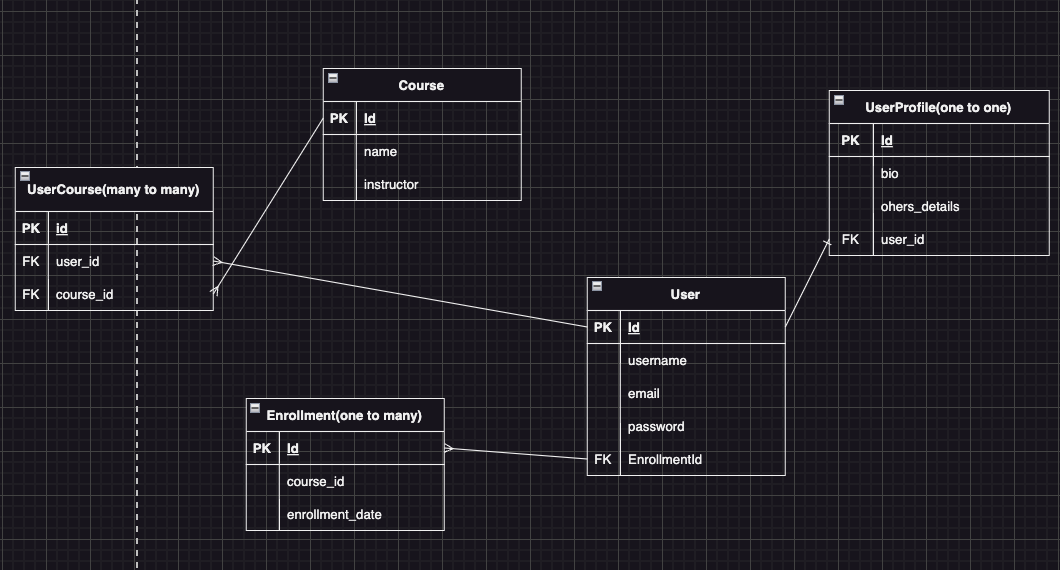 Course
PK Id
name
instructor
UserProfile(one to one)
PK Id
bio
ohers_details
FK user_id
UserCourse(many to many)
PK id
FK user_id
FK course_id
User
PK Id
username
email
password
FK EnrollmentId
Enrollment(one to many)
PK Id
course_id
enrollment_date